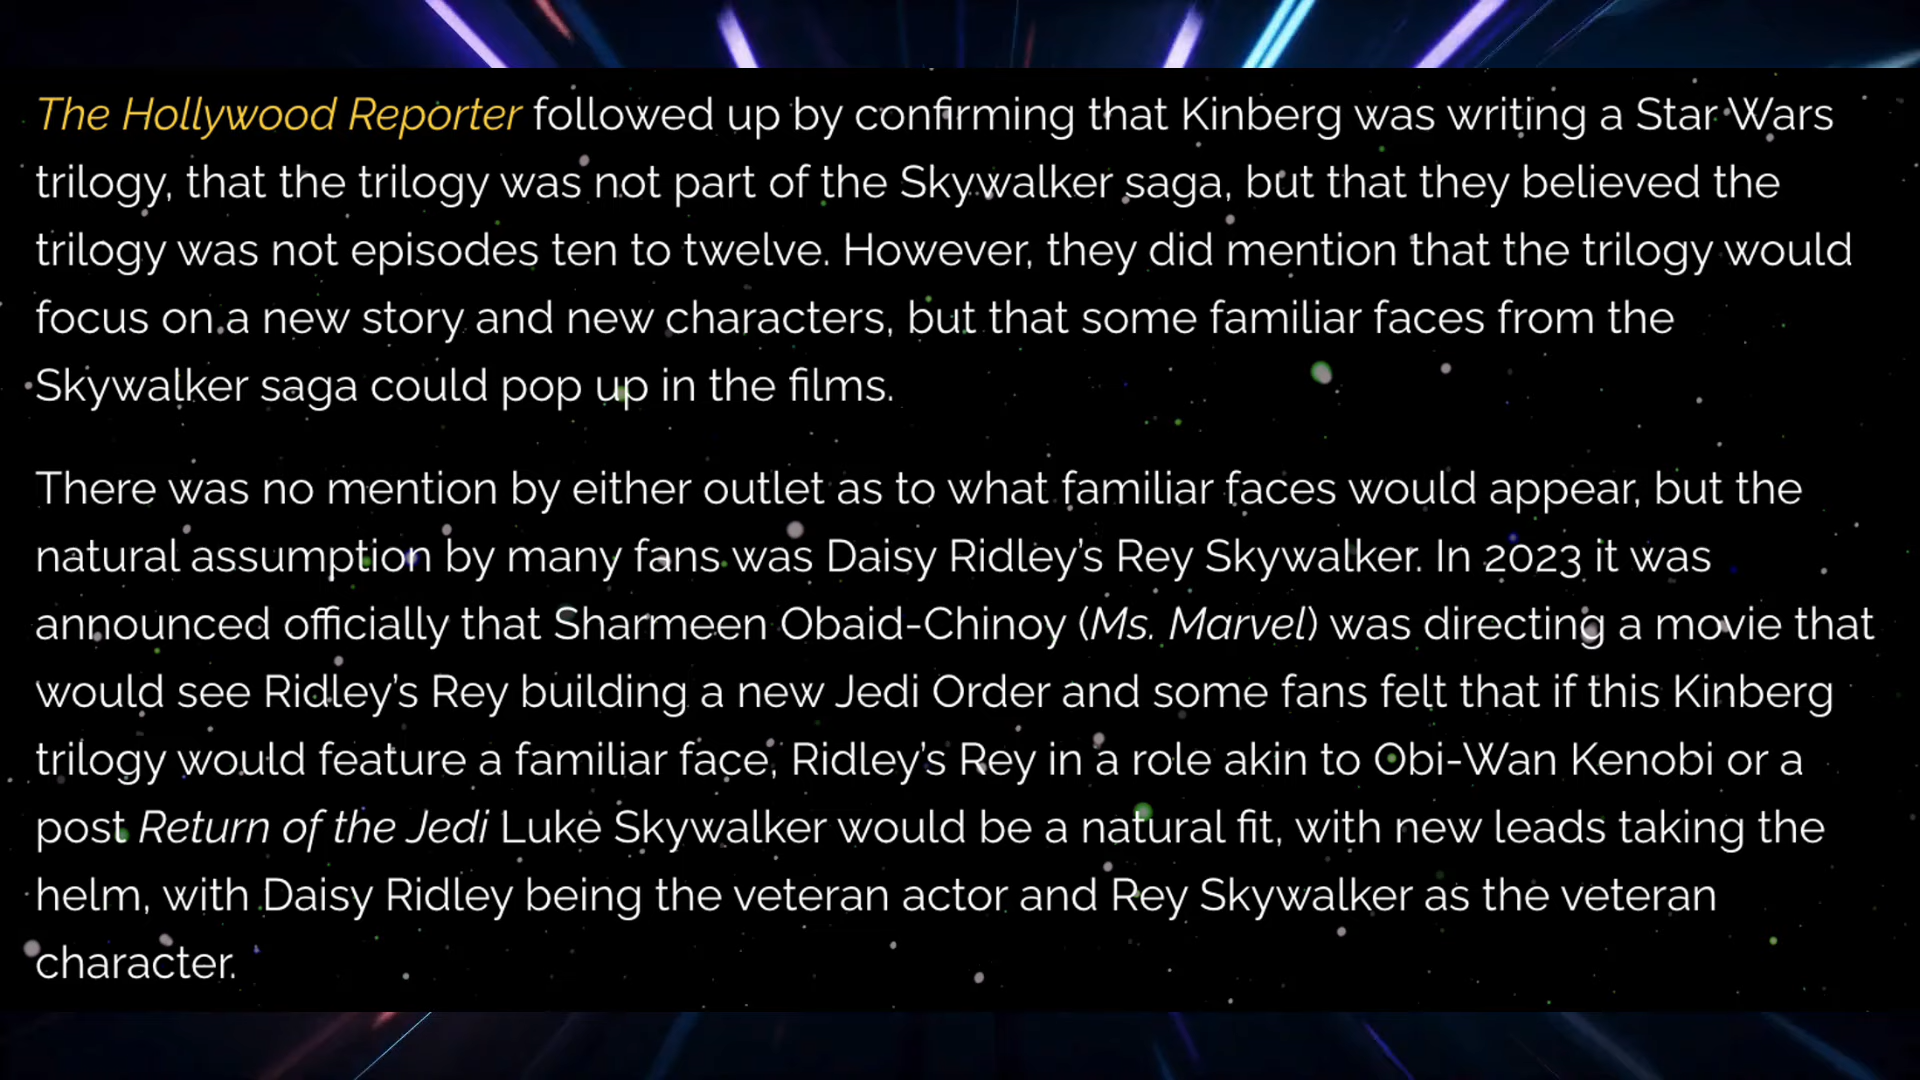 The Hollywood Reporter followed up by confirming that Kinberg was writing a Star Wars
trilogy, that the trilogy was not part of the Skywalker saga, but that they believed the
trilogy was not episodes ten to twelve. However, they did mention that the trilogy would
focus on a new story and new characters, but that some familiar faces from the
Skywalker saga could pop up in the films.
There was no mention by either outlet as to what familiar faces would appear, but the
natural assumption by many fans was Daisy Ridley’s Rey Skywalker. In 2023 it was
announced officially that Sharmeen Obaid-Chinoy (Ms. Marvel) was directing a movie that
would see Ridley’s Rey building a new Jedi Order and some fans felt that if this Kinberg
trilogy would feature a familiar face, Ridley’s Rey in a role akin to Obi-Wan Kenobi or a
post Return of the Jedi Luke Skywalker would be a natural fit, with new leads taking the
helm, with Daisy Ridley being the veteran actor and Rey Skywalker as the veteran
character.